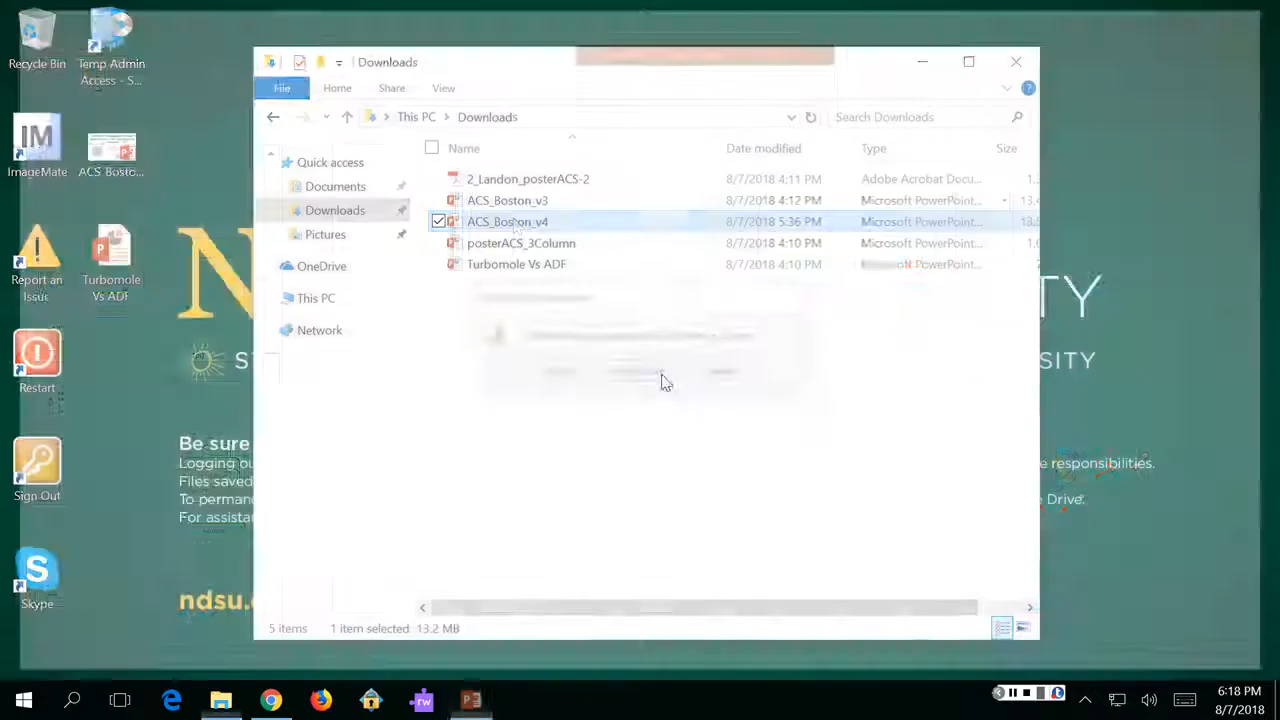 Recycle Bin
Temp Admin
Access - S...
IM
ImageMate
ACS Bosto...
Report an
Issue
Turbomole
Vs ADF
Restart
Sign Out
Skype
Downloads
File
Home
Share
View
This PC
Downloads
Search Downloads
Name
Date modified
Type
Size
Quick access
Documents
Downloads
Pictures
OneDrive
This PC
Network
2_Landon_posterACS-2
8/7/2018 4:11 PM
Adobe Acrobat Docu...
ACS_Boston_v3
8/7/2018 4:12 PM
Microsoft PowerPoint...
ACS_Boston_v4
8/7/2018 5:36 PM
Microsoft PowerPoint...
posterACS_3Column
8/7/2018 4:10 PM
Microsoft PowerPoint...
Turbomole Vs ADF
8/7/2018 4:10 PM
PowerPoint...
N
TY
ST
SITY
Be sure
Logging ou
e responsibilities.
Files saved
To permane
e Drive.
For assista
ndsu.
5 items
1 item selected
13.2 MB
rw
6:18 PM
8/7/2018